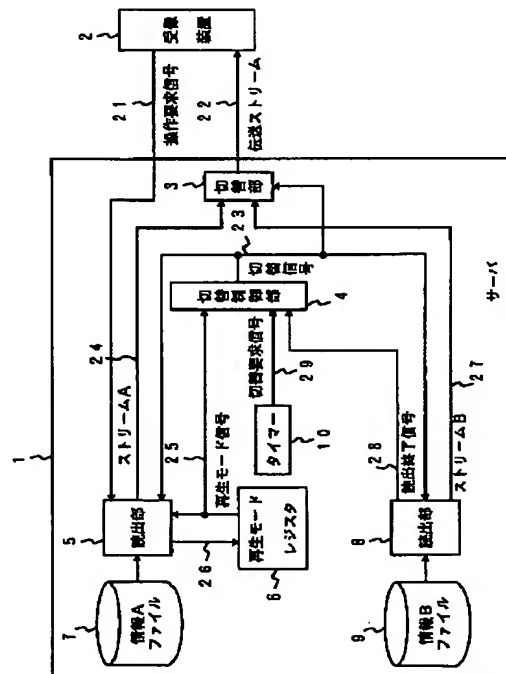 1
2
受像
装置
21
操作要求信号
22
伝送ストリーム
3
切替部
23
切替信号
切替制御部
4
24
ストリームA
25
再生モード信号
切替要求信号
29
タイマー
10
5
読出部
26
再生モード
レジスタ
6
7
情報A
ファイル
28
読出終了信号
27
ストリームB
8
読出部
9
情報B
ファイル
サーバ